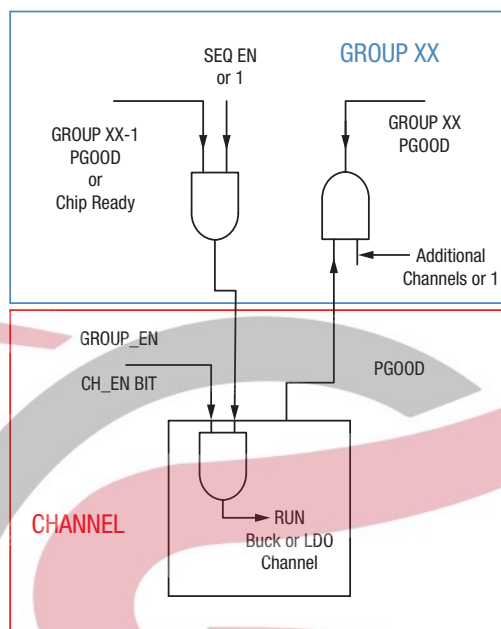 SEQ EN
or 1
GROUP XX
GROUP XX-1
PGOOD
or
Chip Ready
GROUP XX
PGOOD
Additional
Channels or 1
GROUP_EN
CH_EN BIT
PGOOD
RUN
Buck or LDO
Channel
CHANNEL